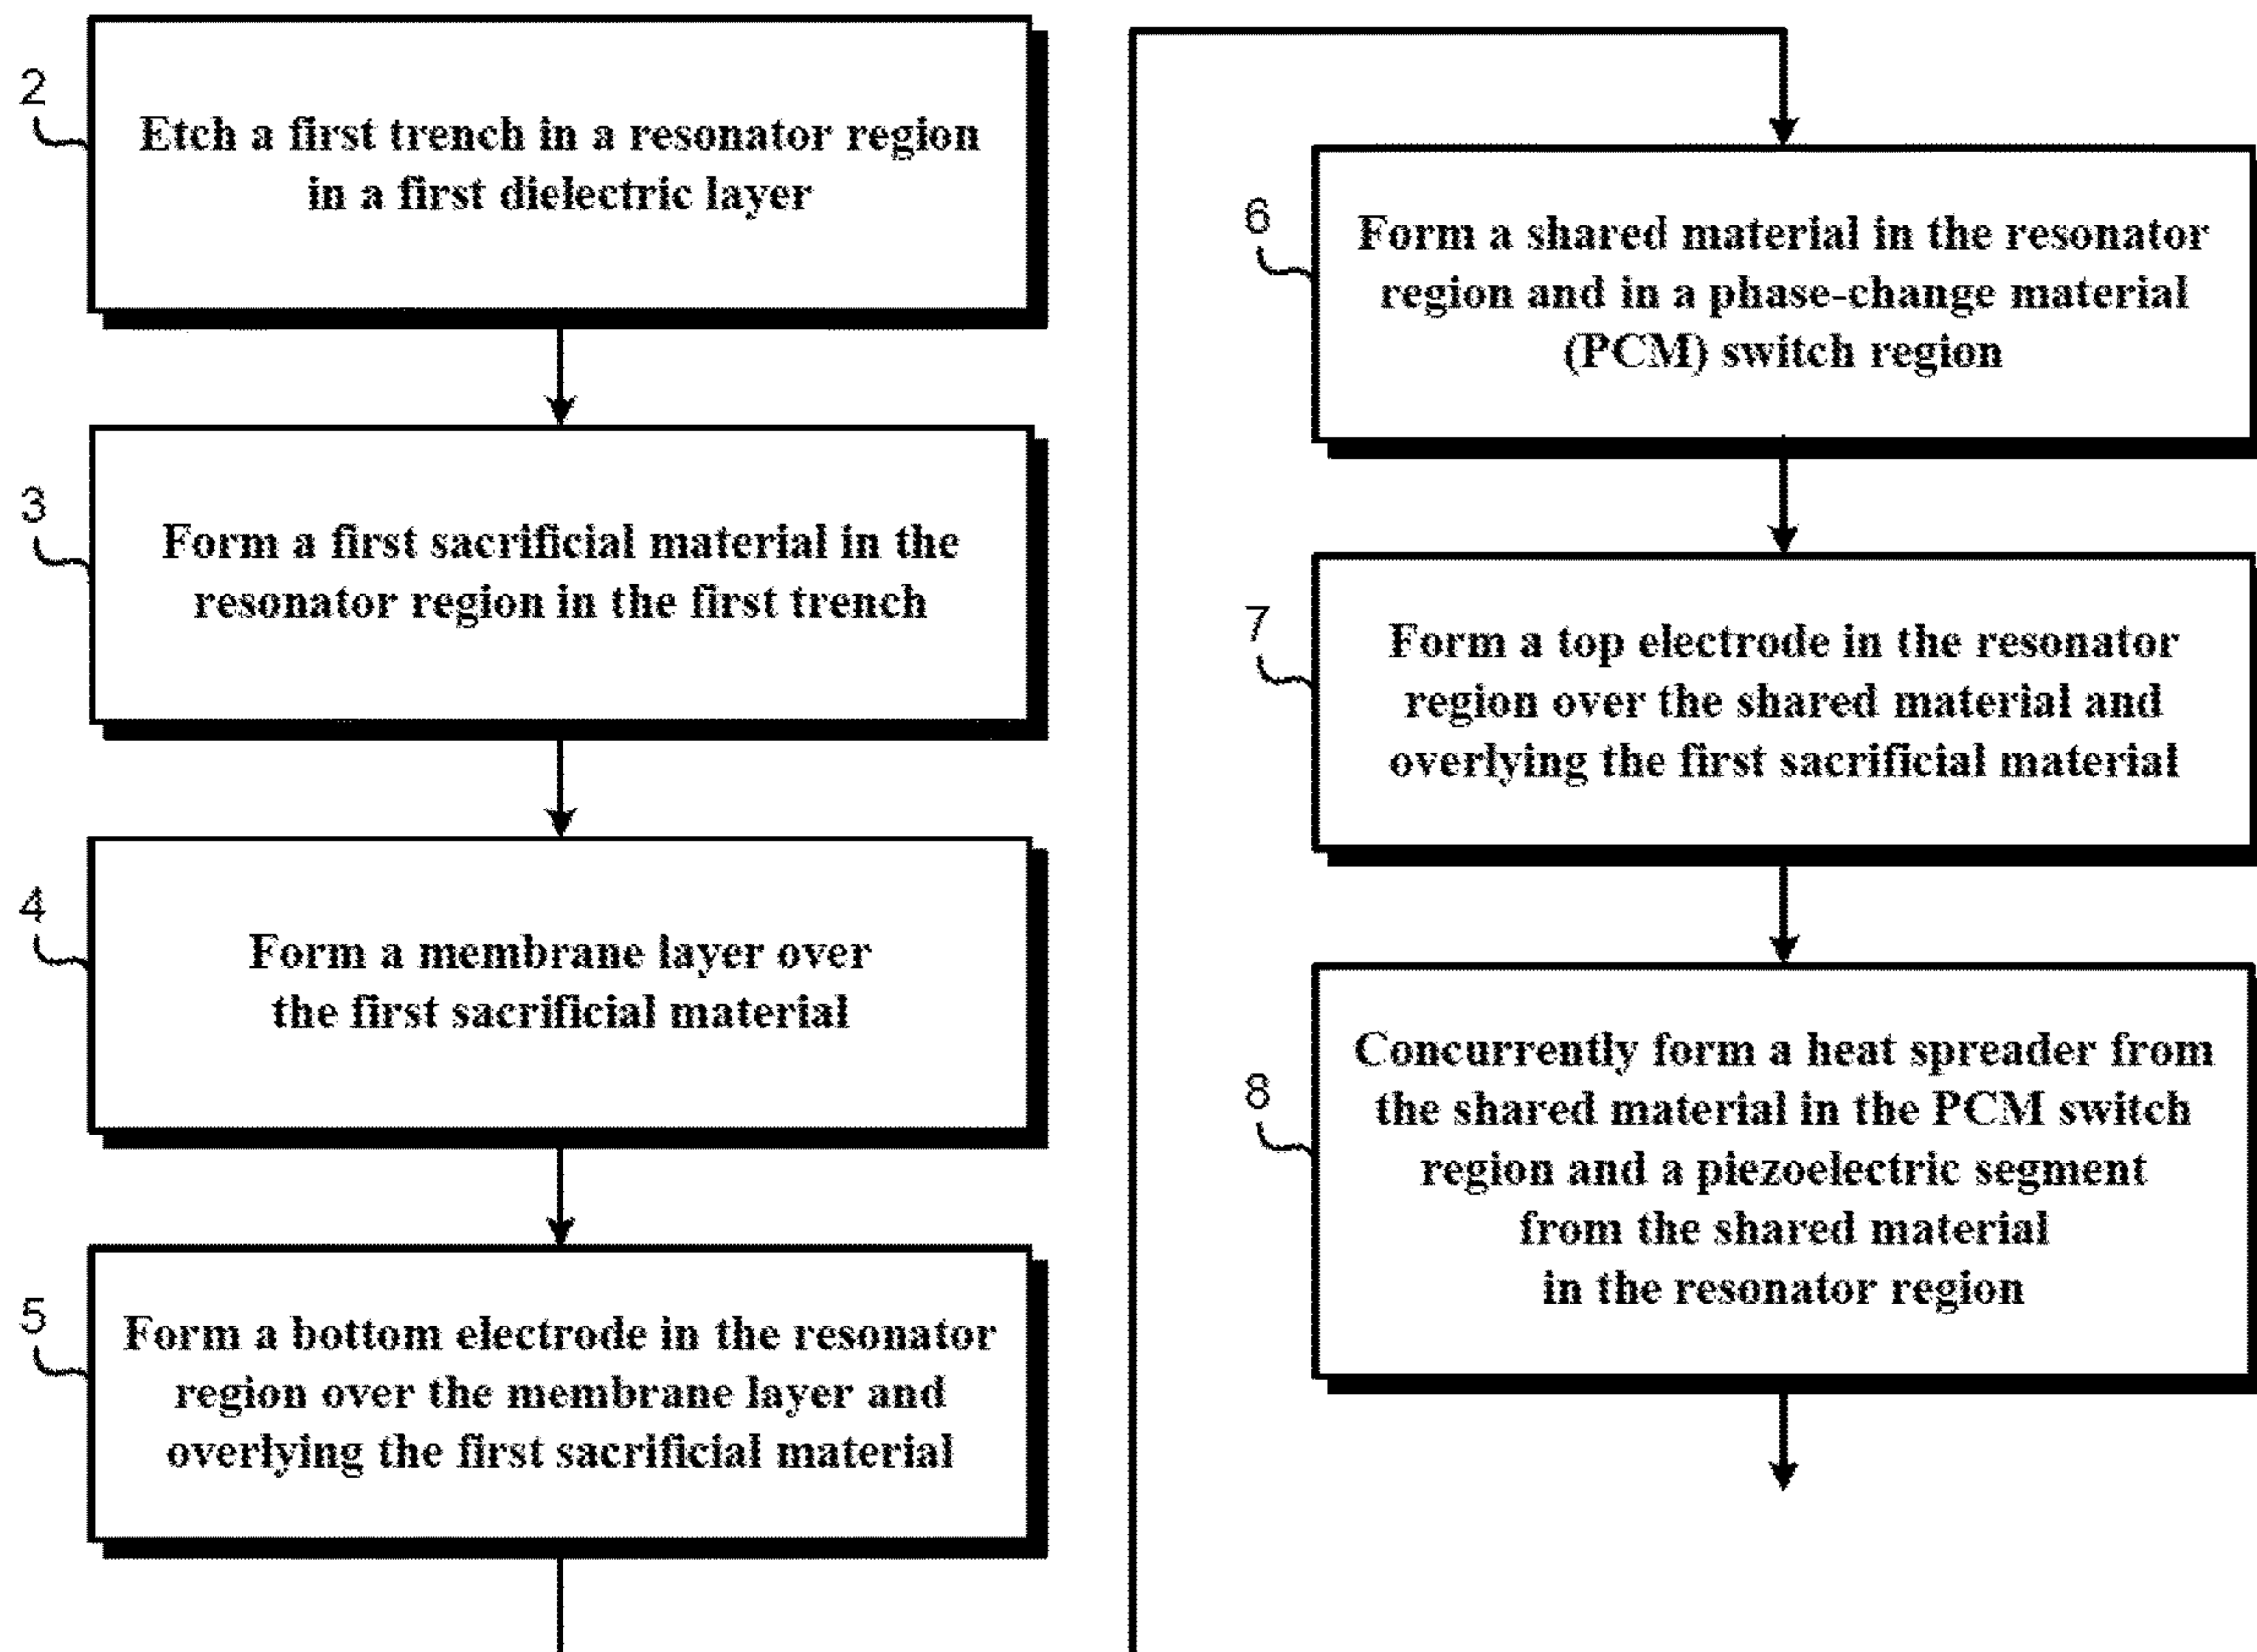 2
Etch a first trench in a resonator region
in a first dielectric layer
3
Form a first sacrificial material in the
resonator region in the first trench
4
Form a membrane layer over
the first sacrificial material
5
Form a bottom electrode in the resonator
region over the membrane layer and
overlying the first sacrificial material
6
Form a shared material in the resonator
region and in a phase-change material
(PCM) switch region
7
Form a top electrode in the resonator
region over the shared material and
overlying the first sacrificial material
8
Concurrently form a heat spreader from
the shared material in the PCM switch
region and a piezoelectric segment
from the shared material
in the resonator region